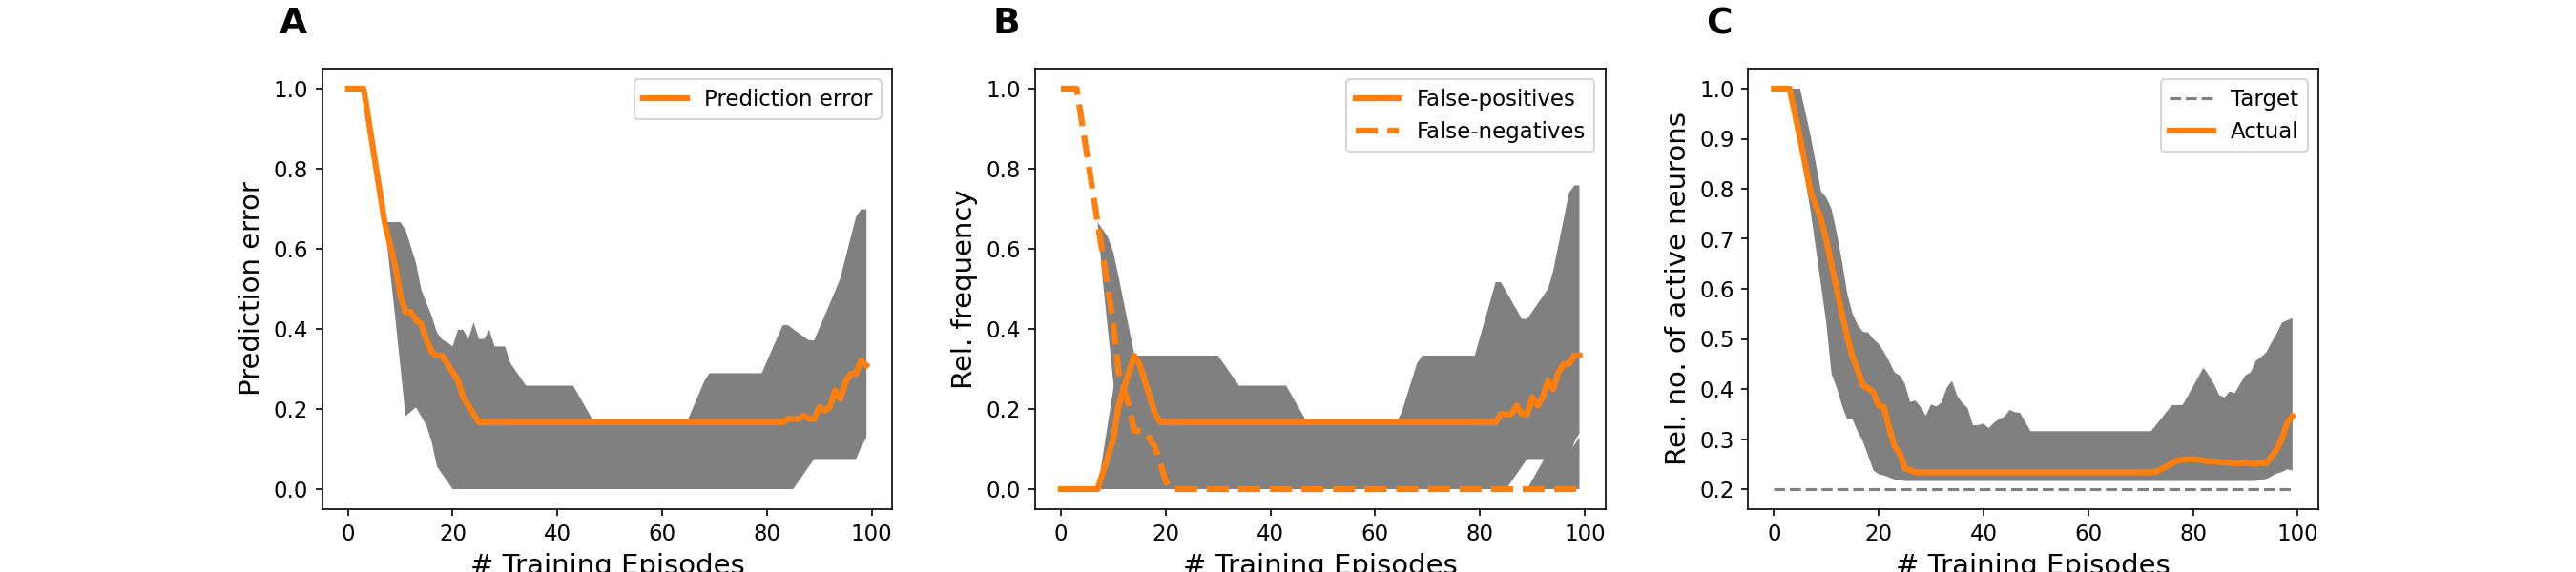 A
B
C
Prediction error
1.0
0.8
0.6
0.4
0.2
0.0
Prediction error
0
20
40
60
80
100
# Training Episodes
Rel. frequency
1.0
0.8
0.6
0.4
0.2
0.0
False-positives
False-negatives
0
20
40
60
80
100
# Training Episodes
Rel. no. of active neurons
1.0
0.9
0.8
0.7
0.6
0.5
0.4
0.3
0.2
Target
Actual
0
20
40
60
80
100
# Training Episodes